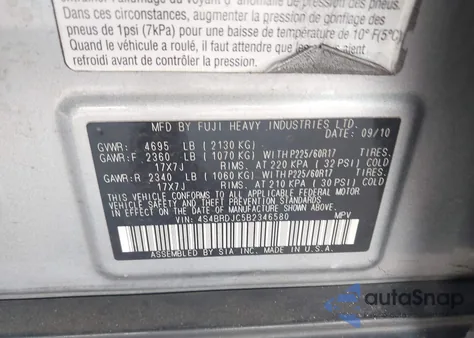 d'anomalie de pression des pneus.
Dans ces circonstances, augmenter la pression de gonflage
des pneus de 1psi (7kPa) pour une baisse de température de 10° F(5°C)
Quand le véhicule a roulé, il faut attendre que
refroidi avant de contrôler la pression.
MFD BY FUJI HEAVY INDUSTRIES LTD.
DATE: 09/10
GVWR: 4695 LB (2130 KG)
GAWR:F 2360 LB (1070 KG) WITH P225/60R17
17X7J RIMS. AT 220 KPA ( 32 PSI) COLD
GAWR:R 2340 LB (1060 KG) WITH P225/60R17
17X7J RIMS. AT 210 KPA ( 30 PSI) COLD
THIS VEHICLE CONFORMS TO ALL APPLICABLE FEDERAL MOTOR
VEHICLE SAFETY AND THEFT PREVENTION STANDARDS IN
EFFECT ON THE DATE OF MANUFACTURE SHOWN ABOVE.
VIN: 4S4BRDJC5B2346580 MPV
ASSEMBLED BY SIA INC. MADE IN U.S.A.
autoSnap